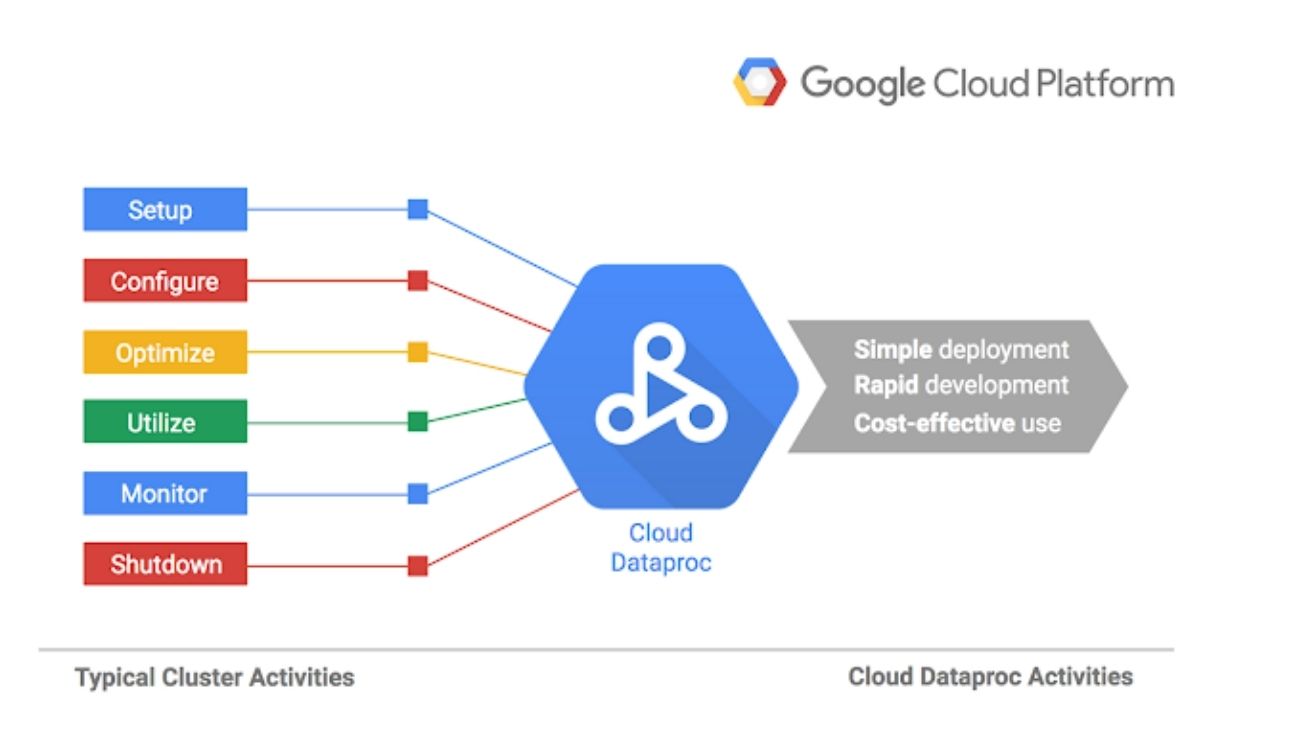 Google Cloud Platform
Setup
Configure
Optimize
Utilize
Monitor
Shutdown
Cloud
Dataproc
Simple deployment
Rapid development
Cost-effective use
Typical Cluster Activities
Cloud Dataproc Activities